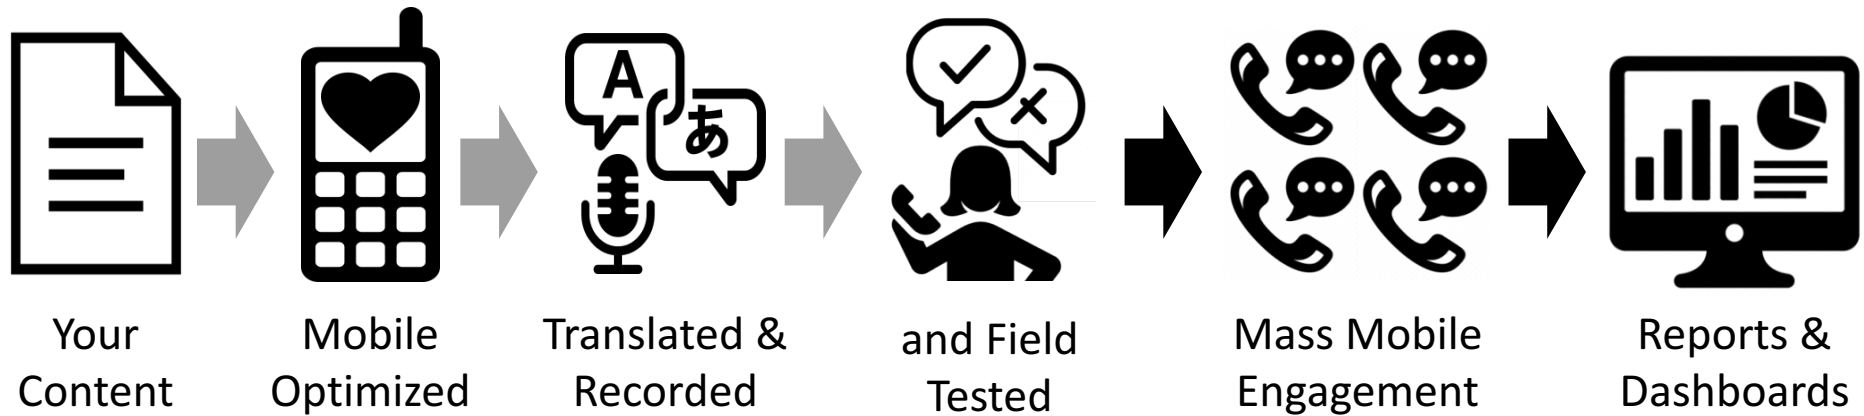 A
あ
Your
Content
Mobile
Optimized
Translated &
Recorded
and Field
Tested
Mass Mobile
Engagement
Reports &
Dashboards